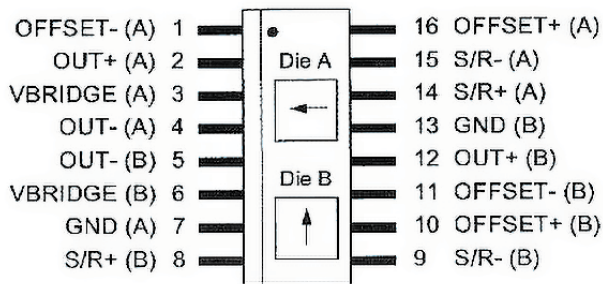 OFFSET- (A) 1
OUT+ (A) 2
VBRIDGE (A) 3
OUT- (A) 4
OUT- (B) 5
VBRIDGE (B) 6
GND (A) 7
S/R+ (B) 8
Die A
Die B
16 OFFSET+ (A)
15 S/R- (A)
14 S/R+ (A)
13 GND (B)
12 OUT+ (B)
11 OFFSET- (B)
10 OFFSET+ (B)
9 S/R- (B)